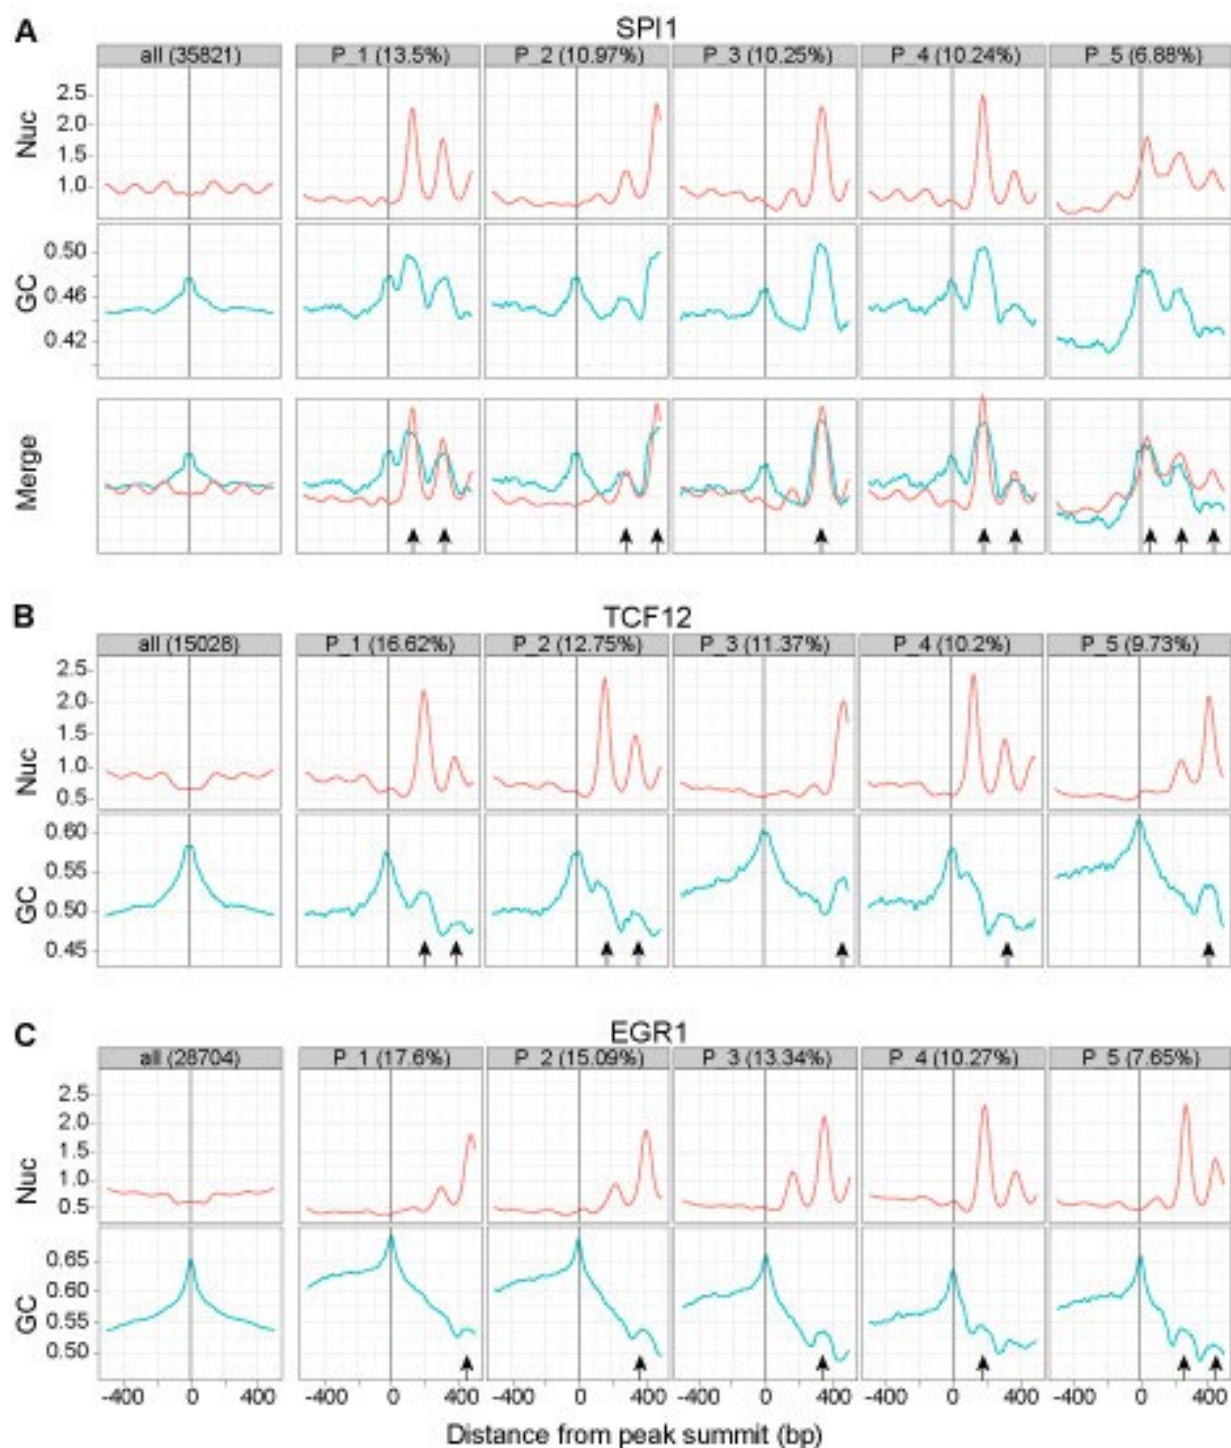 A
SPI1
all (35821) P_1 (13.5%) P_2 (10.97%) P_3 (10.25%) P_4 (10.24%) P_5 (6.88%)
Nuc
2.5
2.0
1.5
1.0
GC
0.50
0.46
0.42
Merge
B
TCF12
all (15028) P_1 (16.62%) P_2 (12.75%) P_3 (11.37%) P_4 (10.2%) P_5 (9.73%)
Nuc
2.5
2.0
1.5
1.0
0.5
GC
0.60
0.55
0.50
0.45
C
EGR1
all (28704) P_1 (17.6%) P_2 (15.09%) P_3 (13.34%) P_4 (10.27%) P_5 (7.65%)
Nuc
2.5
2.0
1.5
1.0
0.5
GC
0.65
0.60
0.55
0.50
-400 0 400 -400 0 400 -400 0 400 -400 0 400 -400 0 400 -400 0 400
Distance from peak summit (bp)